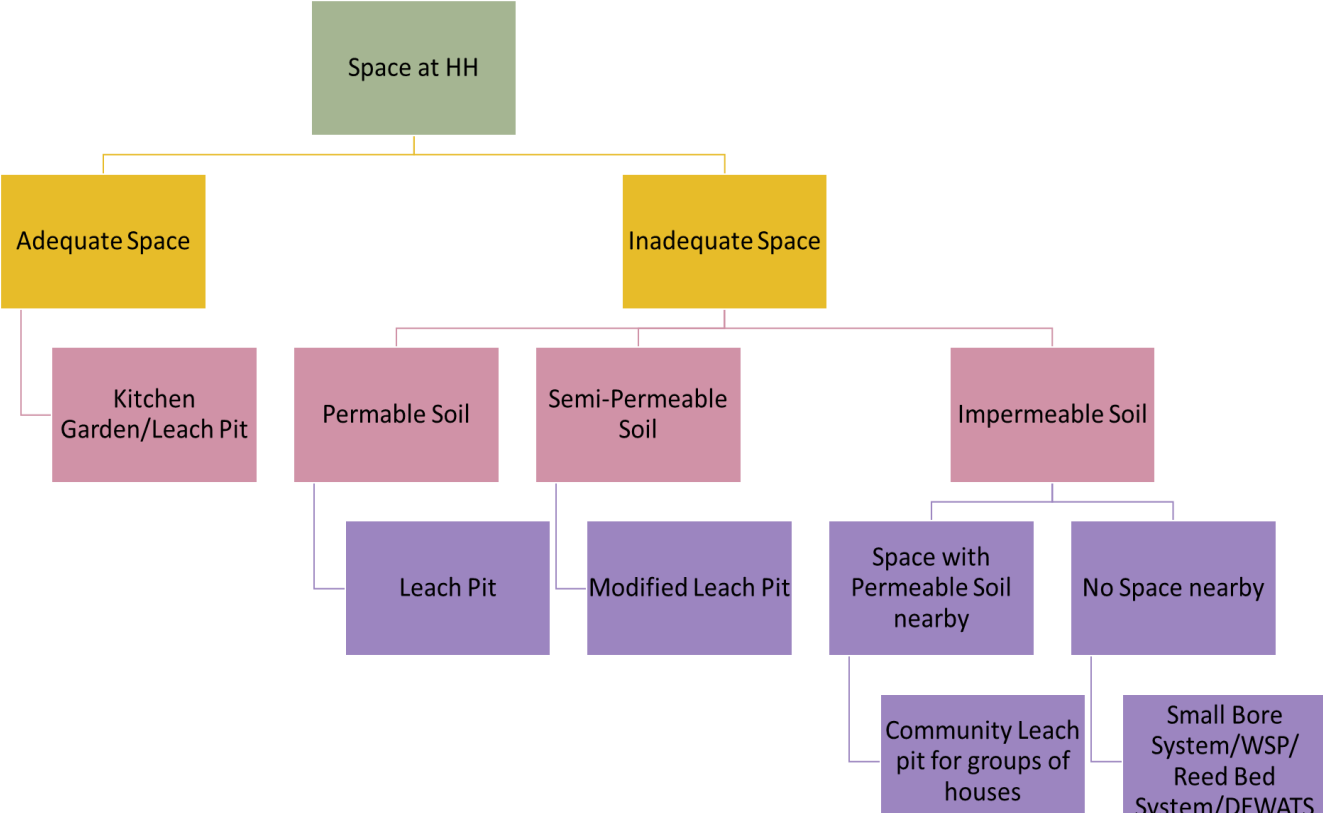 Space at HH
Adequate Space
Inadequate Space
Kitchen
Garden/Leach Pit
Permable Soil
Semi-Permeable
Soil
Impermeable Soil
Leach Pit
Modified Leach Pit
Space with
Permeable Soil
nearby
No Space nearby
Community Leach
pit for groups of
houses
Small Bore
System/WSP/
Reed Bed
System/DEWATS